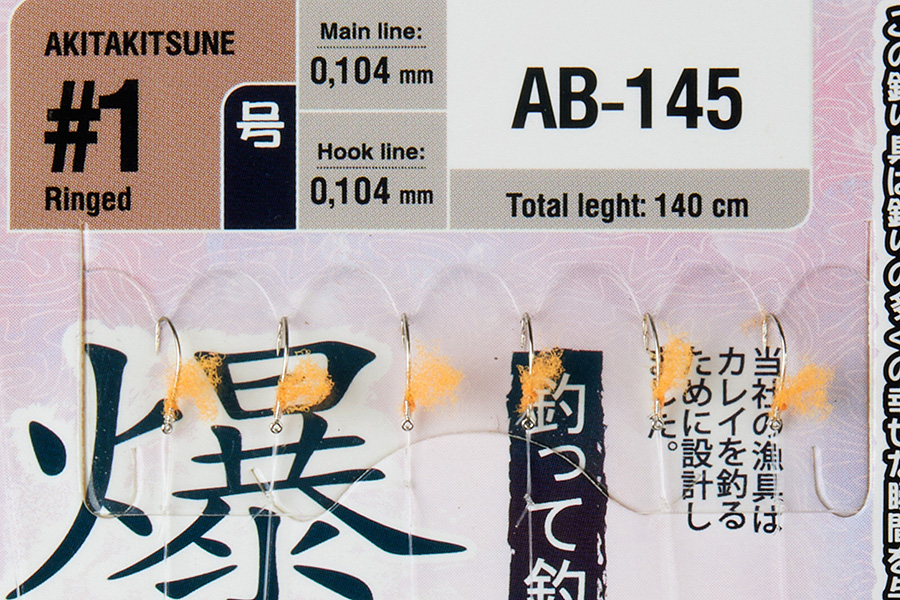 AKITAKITSUNE
#1
Ringed
号
Main line:
0,104 mm
Hook line:
0,104 mm
AB-145
Total leght: 140 cm
爆
釣って釣
当社の漁具は
カレイを釣る
ために設計し
ました。